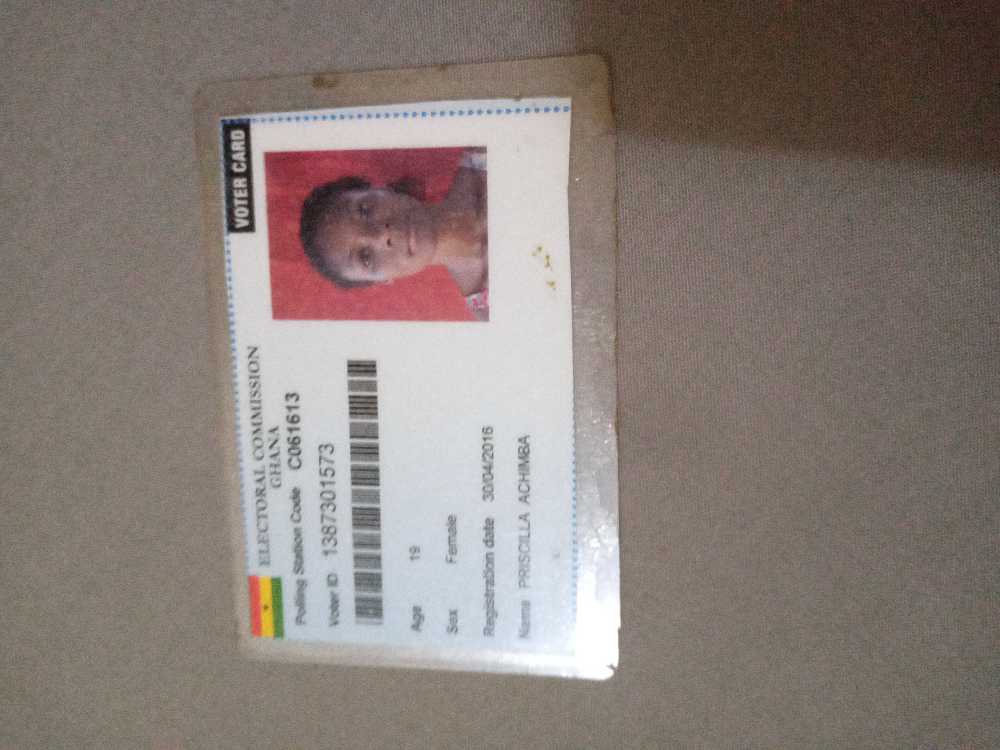 VOTER CARD
ELECTORAL COMMISSION
GHANA
Polling Station Code C061613
Voter ID 1387301573
Age 19
Sex Female
Registration date 30/04/2016
Name PRISCILLA ACHIMBA